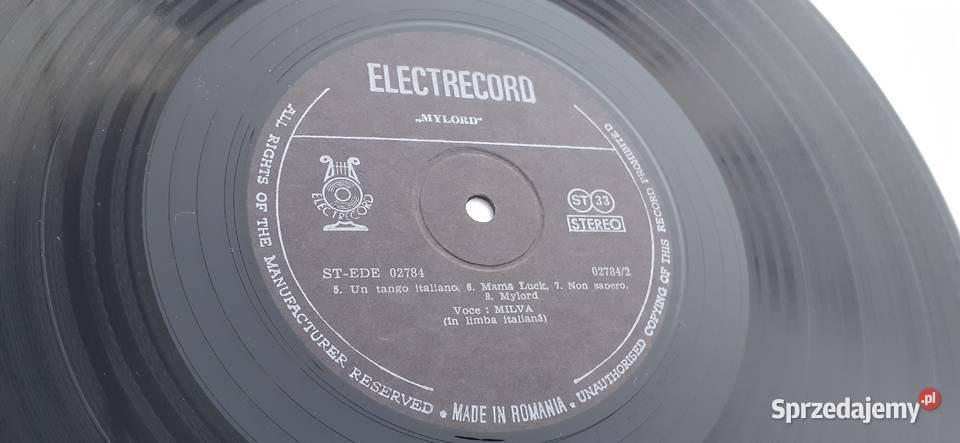 ELECTRECORD
„MYLORD“
ELECTRECORD
ST 33
STEREO
ST-EDE 02784
02784/2
5. Un tango italiano, 6. Mama Luck, 7. Non sapero,
8. Mylord
Voce : MILVA
(în limba italiană)
ALL RIGHTS OF THE MANUFACTURER RESERVED • MADE IN ROMANIA • UNAUTHORISED COPYING OF THIS RECORD PROHIBITED
Sprzedajemy.pl